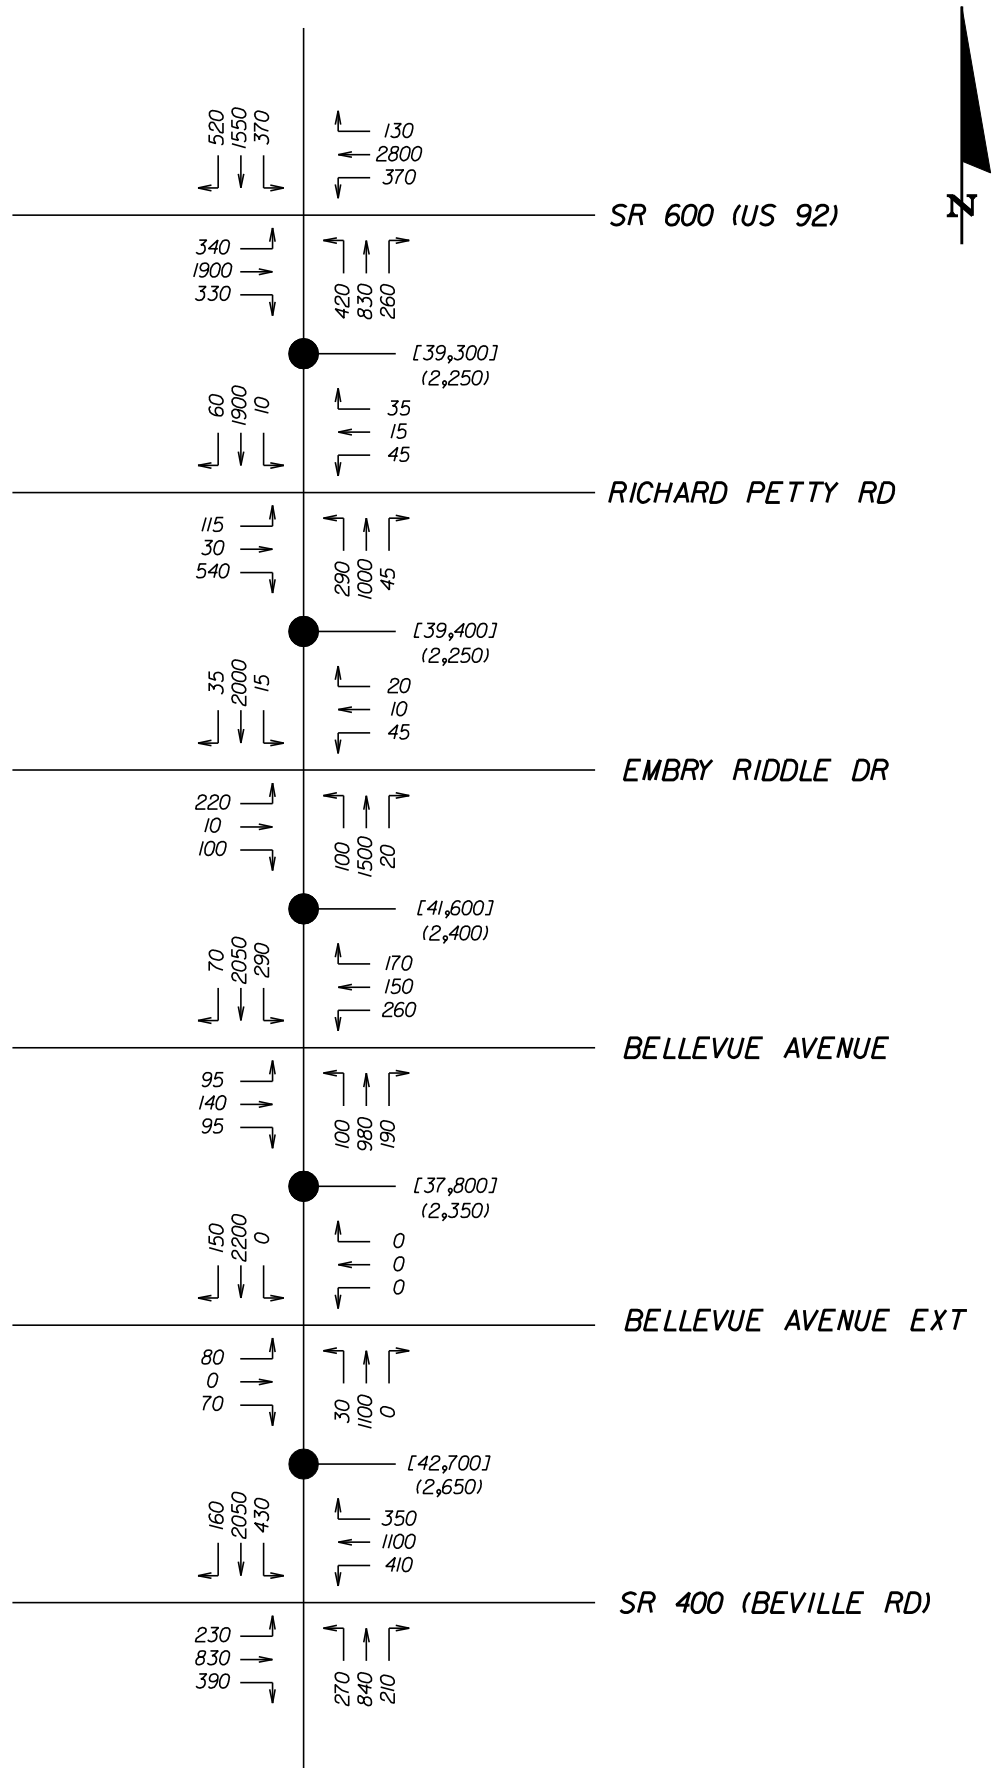 520 1550 370
130
2800
370
SR 600 (US 92)
N
340
1900
330
420 830 260
[39,300]
(2,250)
60 1900 10
35
15
45
RICHARD PETTY RD
115
30
540
290 1000 45
[39,400]
(2,250)
35 2000 15
20
10
45
EMBRY RIDDLE DR
220
10
100
100 1500 20
[41,600]
(2,400)
70 2050 290
170
150
260
BELLEVUE AVENUE
95
140
95
100 980 190
[37,800]
(2,350)
150 2200 0
0
0
0
BELLEVUE AVENUE EXT
80
0
70
30 1100 0
[42,700]
(2,650)
160 2050 430
350
1100
410
SR 400 (BEVILLE RD)
230
830
390
270 840 210